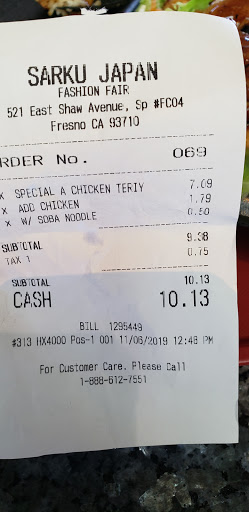 SARKU JAPAN
FASHION FAIR
521 East Shaw Avenue, Sp #FC04
Fresno CA 93710
RDER No. 069
x SPECIAL A CHICKEN TERIY 7.09
x ADD CHICKEN 1.79
x W/ SOBA NOODLE 0.50
SUBTOTAL 9.38
TAX 1 0.75
SUBTOTAL 10.13
CASH 10.13
BILL 1295449
#313 HX4000 Pos-1 001 11/06/2019 12:48 PM
For Customer Care. Please Call
1-888-612-7551